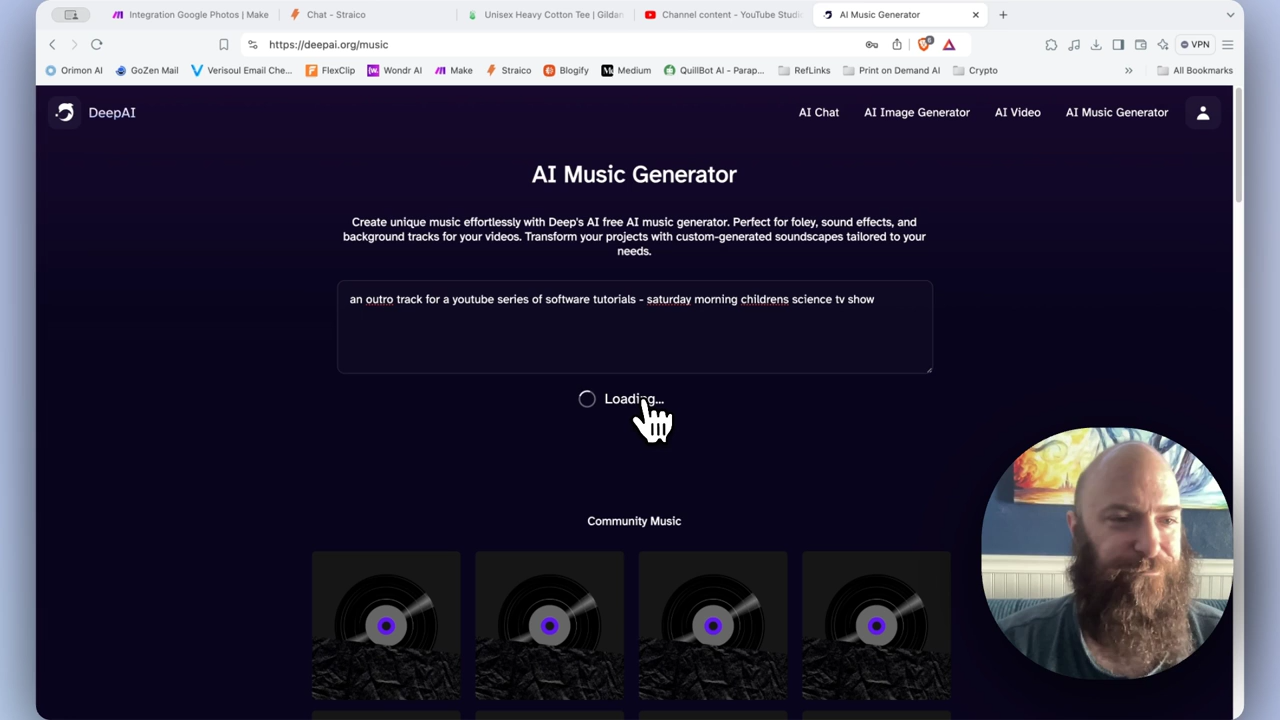 Integration Google Photos | Make
Chat - Straico
Unisex Heavy Cotton Tee | Gildan
Channel content - YouTube Studio
AI Music Generator
https://deepai.org/music
6
VPN
Orimon AI
GoZen Mail
Verisoul Email Che...
FlexClip
Wondr AI
Make
Straico
Blogify
Medium
QuillBot AI - Parap...
RefLinks
Print on Demand AI
Crypto
All Bookmarks
DeepAI
AI Chat
AI Image Generator
AI Video
AI Music Generator
AI Music Generator
Create unique music effortlessly with Deep's AI free AI music generator. Perfect for foley, sound effects, and
background tracks for your videos. Transform your projects with custom-generated soundscapes tailored to your
needs.
an outro track for a youtube series of software tutorials - saturday morning childrens science tv show
Loading...
Community Music